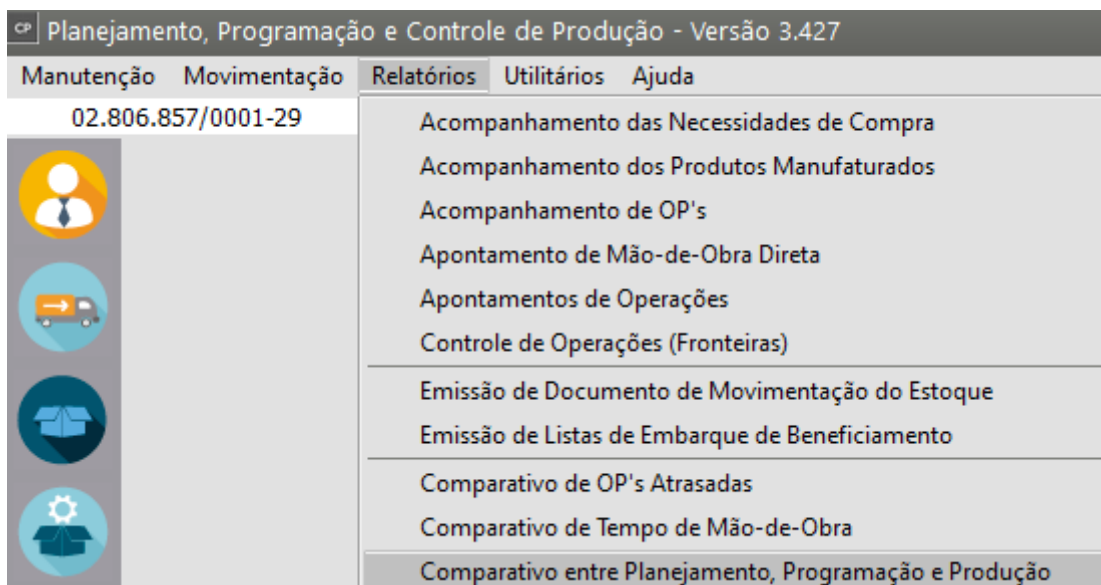 CP Planejamento, Programação e Controle de Produção - Versão 3.427
Manutenção Movimentação Relatórios Utilitários Ajuda
02.806.857/0001-29
Acompanhamento das Necessidades de Compra
Acompanhamento dos Produtos Manufaturados
Acompanhamento de OP's
Apontamento de Mão-de-Obra Direta
Apontamentos de Operações
Controle de Operações (Fronteiras)
Emissão de Documento de Movimentação do Estoque
Emissão de Listas de Embarque de Beneficiamento
Comparativo de OP's Atrasadas
Comparativo de Tempo de Mão-de-Obra
Comparativo entre Planejamento, Programação e Produção